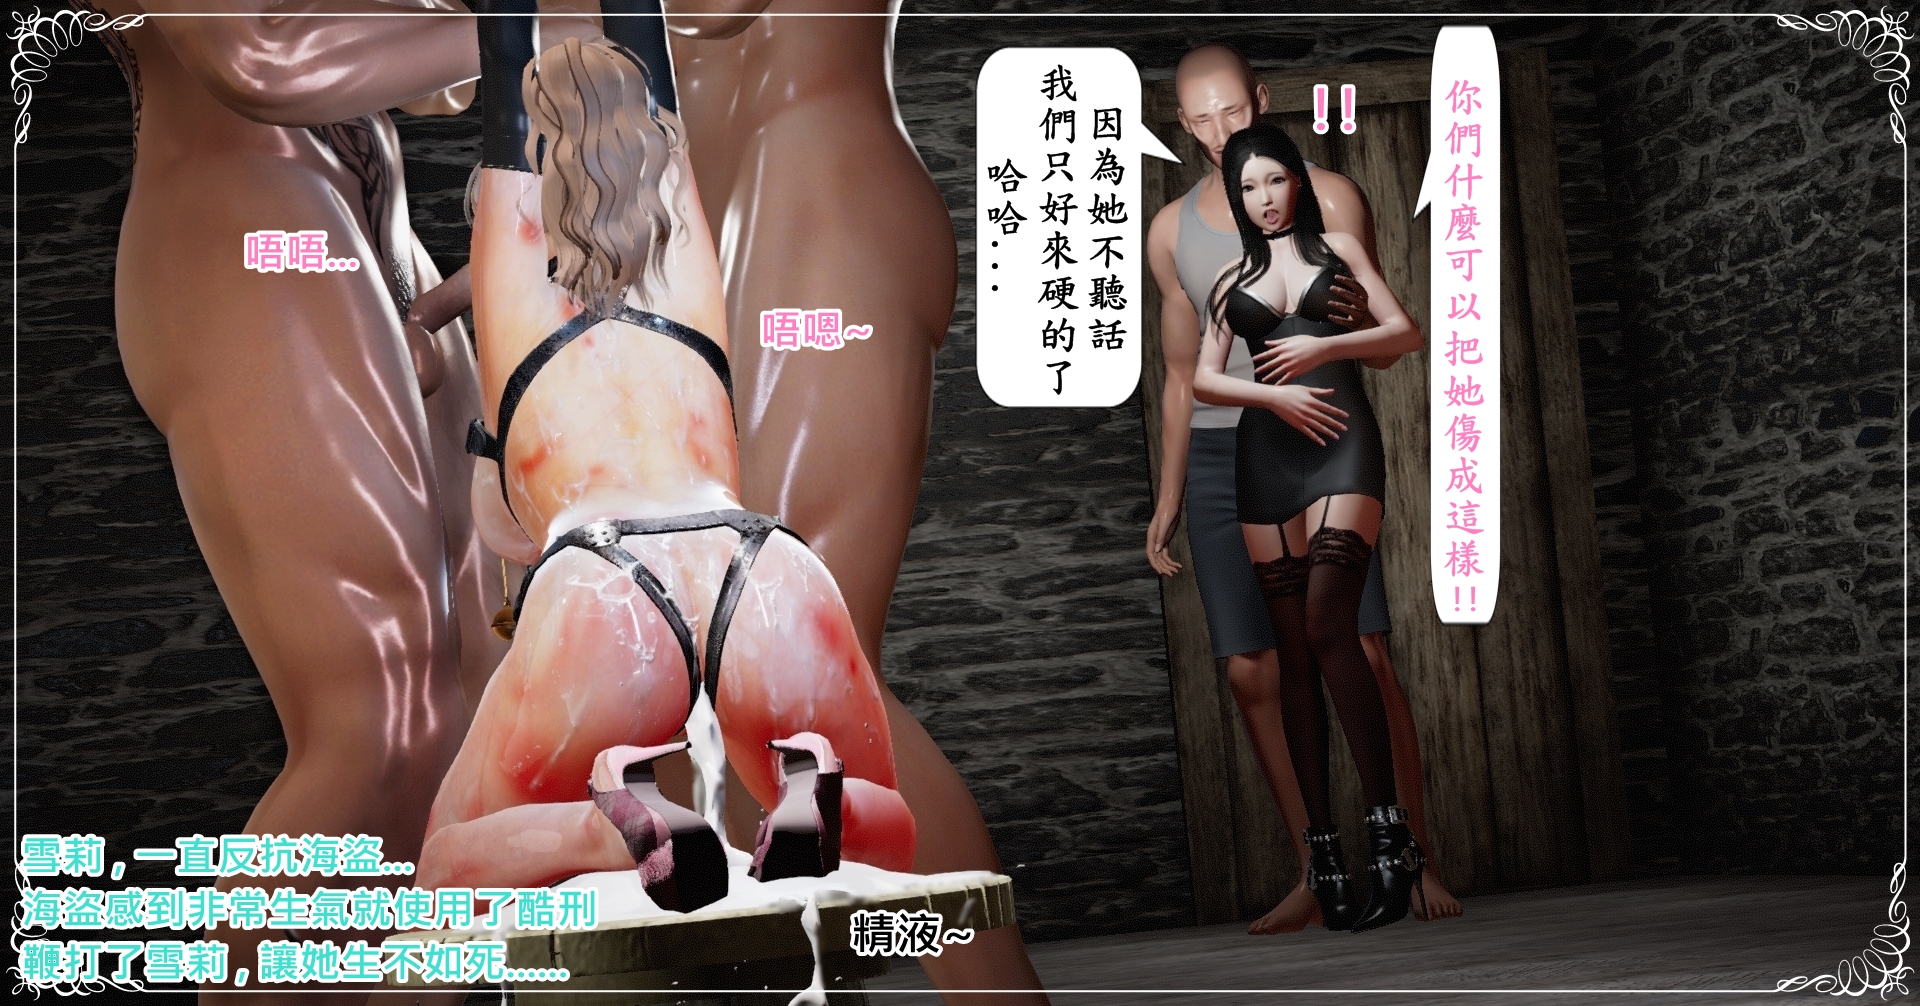 你們什麼可以把她傷成這樣!!
!!
因為她不聽話
我們只好來硬的了
哈哈...
唔唔...
唔嗯~
雪莉,一直反抗海盜...
海盜感到非常生氣就使用了酷刑
鞭打了雪莉,讓她生不如死......
精液~